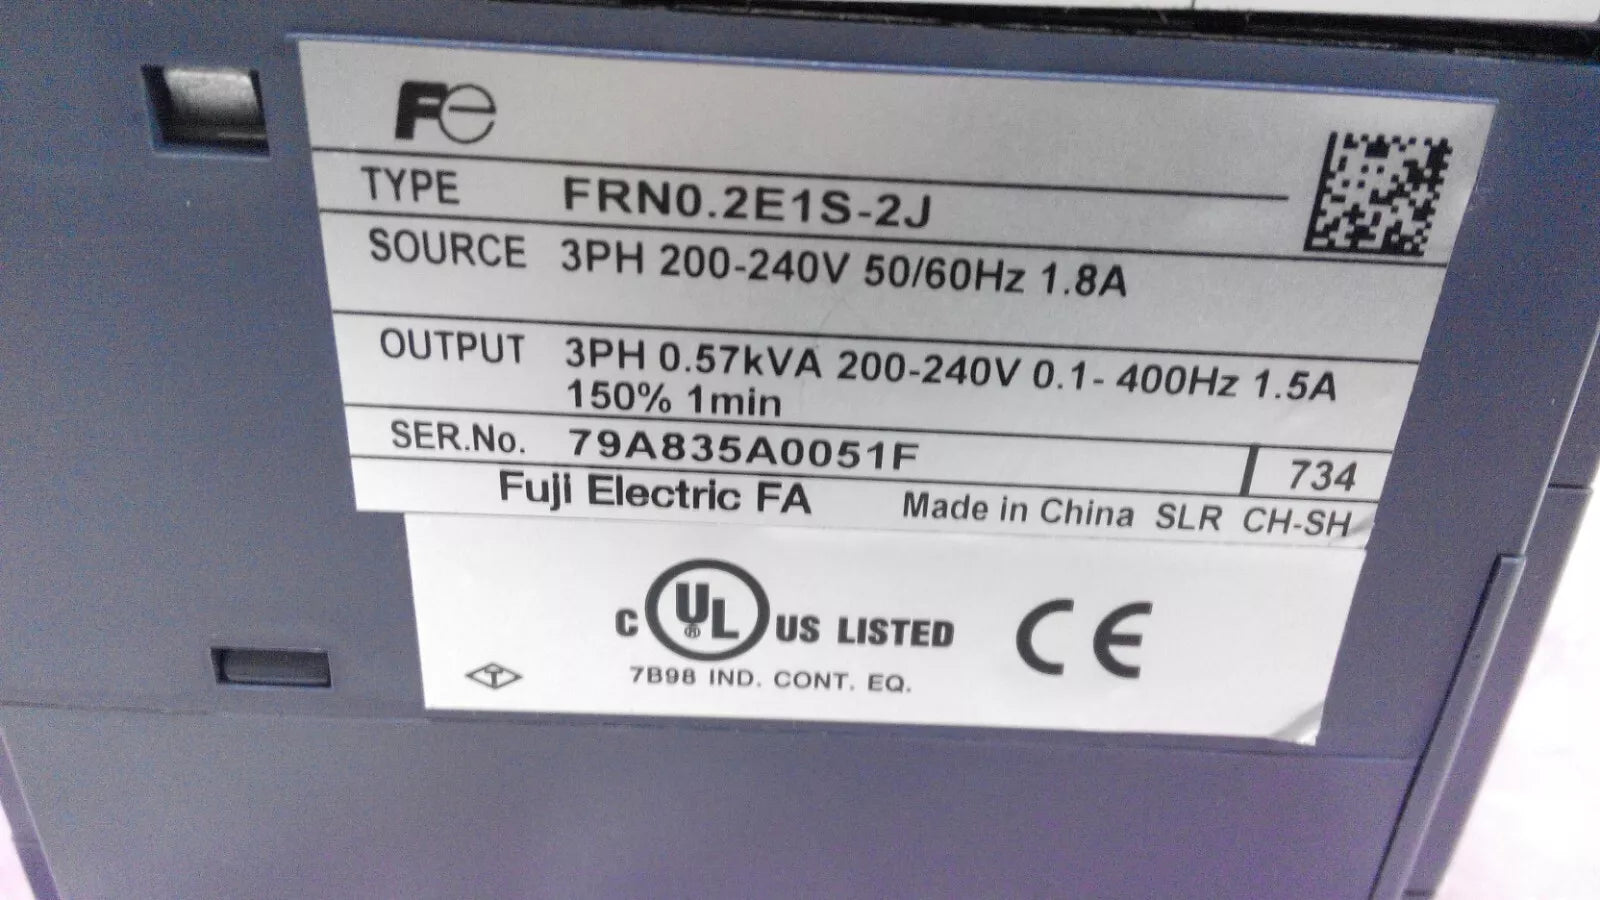 Fe
TYPE FRN0.2E1S-2J
SOURCE 3PH 200-240V 50/60Hz 1.8A
OUTPUT 3PH 0.57kVA 200-240V 0.1-400Hz 1.5A
150% 1min
SER.No. 79A835A0051F 734
Fuji Electric FA Made in China SLR CH-SH
C UL® US LISTED CE
T 7B98 IND. CONT. EQ.